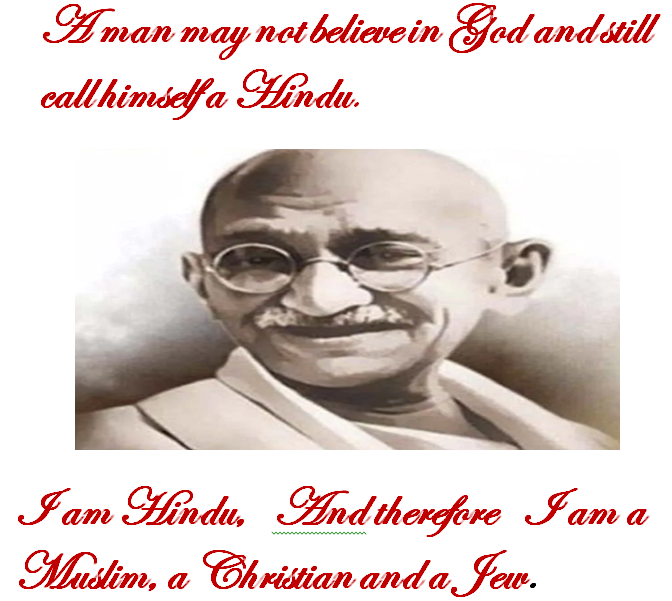 A man may not believe in God and still
call himself a Hindu.
I am Hindu, And therefore I am a
Muslim, a Christian and a Jew.